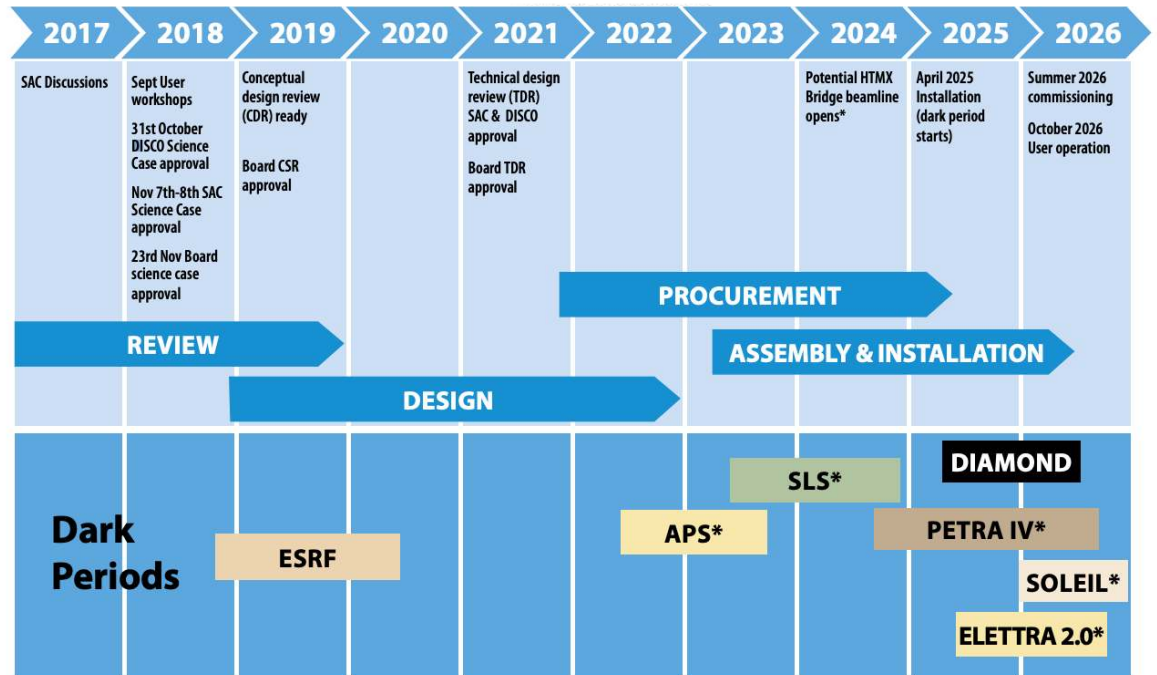 2017 2018 2019 2020 2021 2022 2023 2024 2025 2026
SAC Discussions
Sept User
workshops
31st October
DISCO Science
Case approval
Nov 7th-8th SAC
Science Case
approval
23rd Nov Board
science case
approval
Conceptual
design review
(CDR) ready
Board CSR
approval
Technical design
review (TDR)
SAC & DISCO
approval
Board TDR
approval
Potential HTMX
Bridge beamline
opens*
April 2025
Installation
(dark period
starts)
Summer 2026
commissioning
October 2026
User operation
PROCUREMENT
REVIEW
ASSEMBLY & INSTALLATION
DESIGN
Dark
Periods
DIAMOND
SLS*
APS*
PETRA IV*
ESRF
SOLEIL*
ELETTRA 2.0*